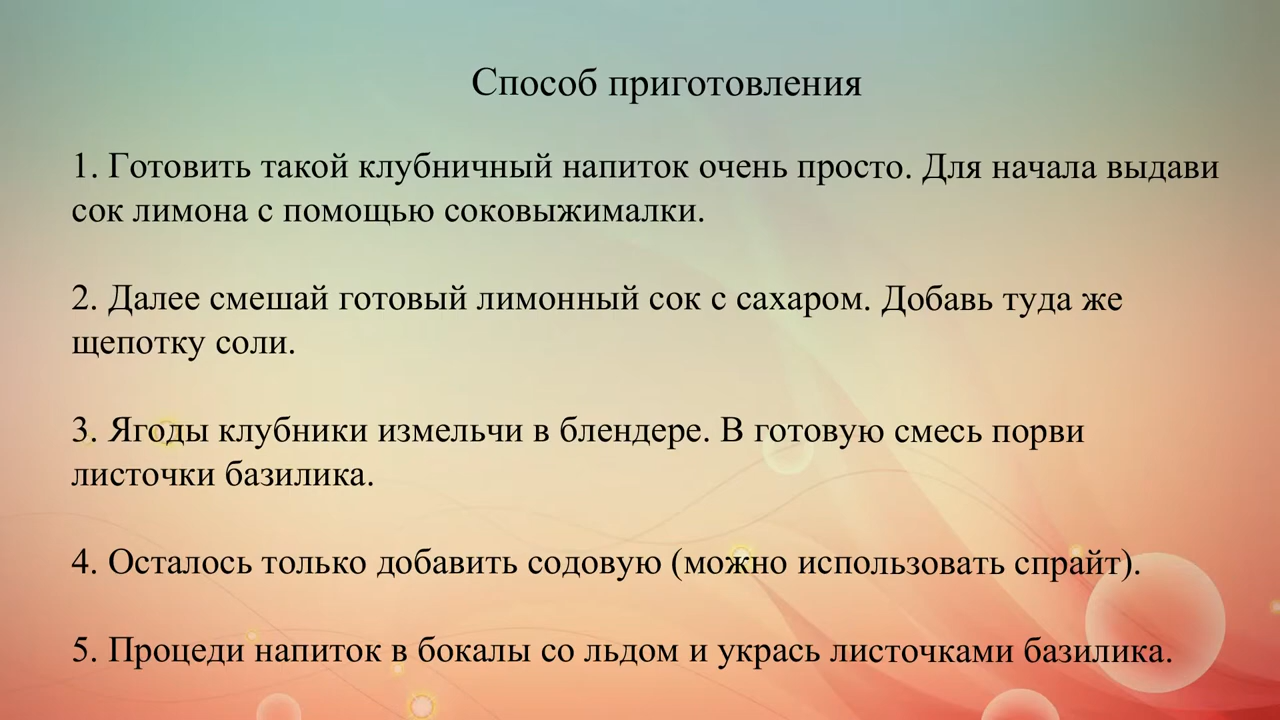 Способ приготовления
1. Готовить такой клубничный напиток очень просто. Для начала выдави
сок лимона с помощью соковыжималки.
2. Далее смешай готовый лимонный сок с сахаром. Добавь туда же
щепотку соли.
3. Ягоды клубники измельчи в блендере. В готовую смесь порви
листочки базилика.
4. Осталось только добавить содовую (можно использовать спрайт).
5. Процеди напиток в бокалы со льдом и укрась листочками базилика.